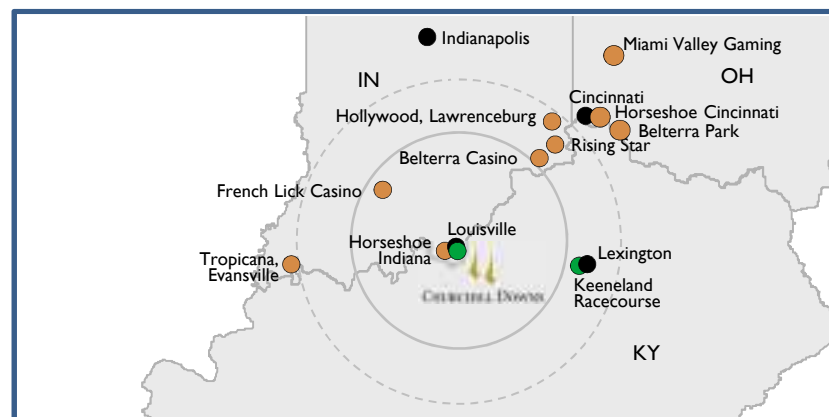 Indianapolis
Miami Valley Gaming
IN
OH
Cincinnati
Hollywood, Lawrenceburg
Horseshoe Cincinnati
Belterra Park
Rising Star
Belterra Casino
French Lick Casino
Louisville
Horseshoe
Indiana
Lexington
Tropicana,
Evansville
Keeneland
Racecourse
CHURCHILL DOWNS
KY